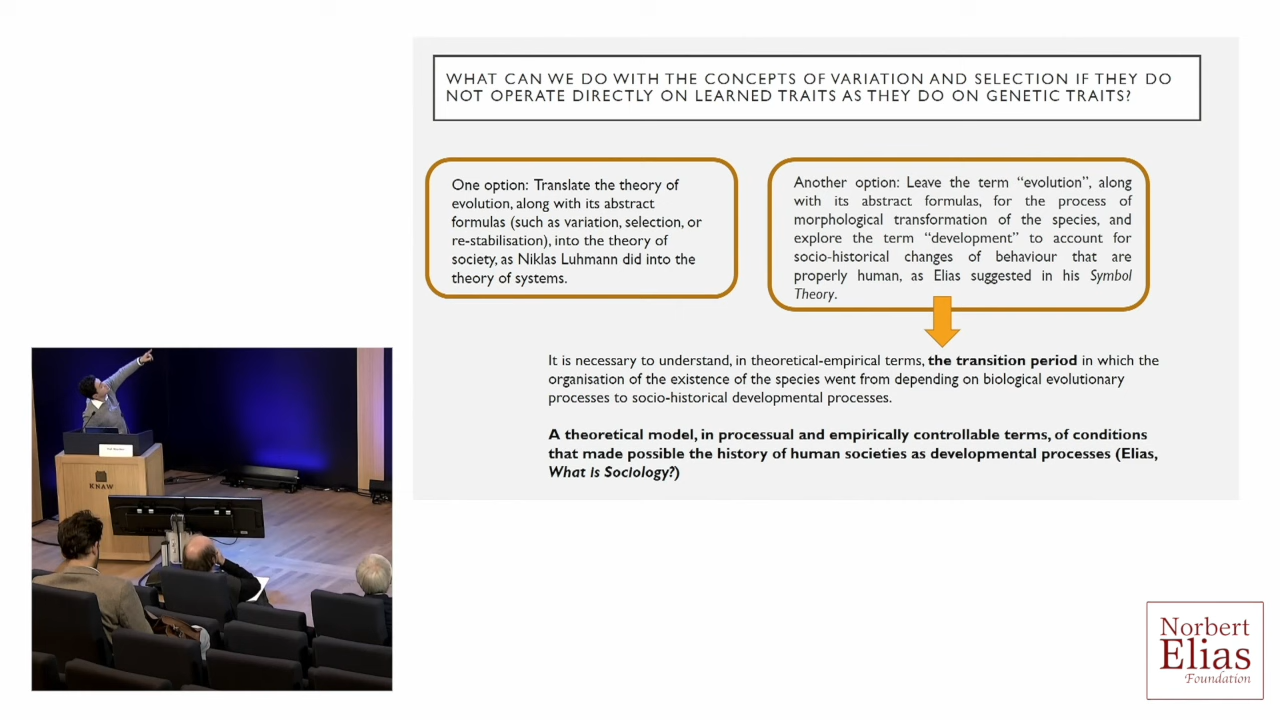 WHAT CAN WE DO WITH THE CONCEPTS OF VARIATION AND SELECTION IF THEY DO
NOT OPERATE DIRECTLY ON LEARNED TRAITS AS THEY DO ON GENETIC TRAITS?
One option: Translate the theory of
evolution, along with its abstract
formulas (such as variation, selection, or
re-stabilisation), into the theory of
society, as Niklas Luhmann did into the
theory of systems.
Another option: Leave the term “evolution”, along
with its abstract formulas, for the process of
morphological transformation of the species, and
explore the term “development” to account for
socio-historical changes of behaviour that are
properly human, as Elias suggested in his Symbol
Theory.
It is necessary to understand, in theoretical-empirical terms, the transition period in which the
organisation of the existence of the species went from depending on biological evolutionary
processes to socio-historical developmental processes.
A theoretical model, in processual and empirically controllable terms, of conditions
that made possible the history of human societies as developmental processes (Elias,
What is Sociology?)
KNAW
Norbert
Elias
Foundation